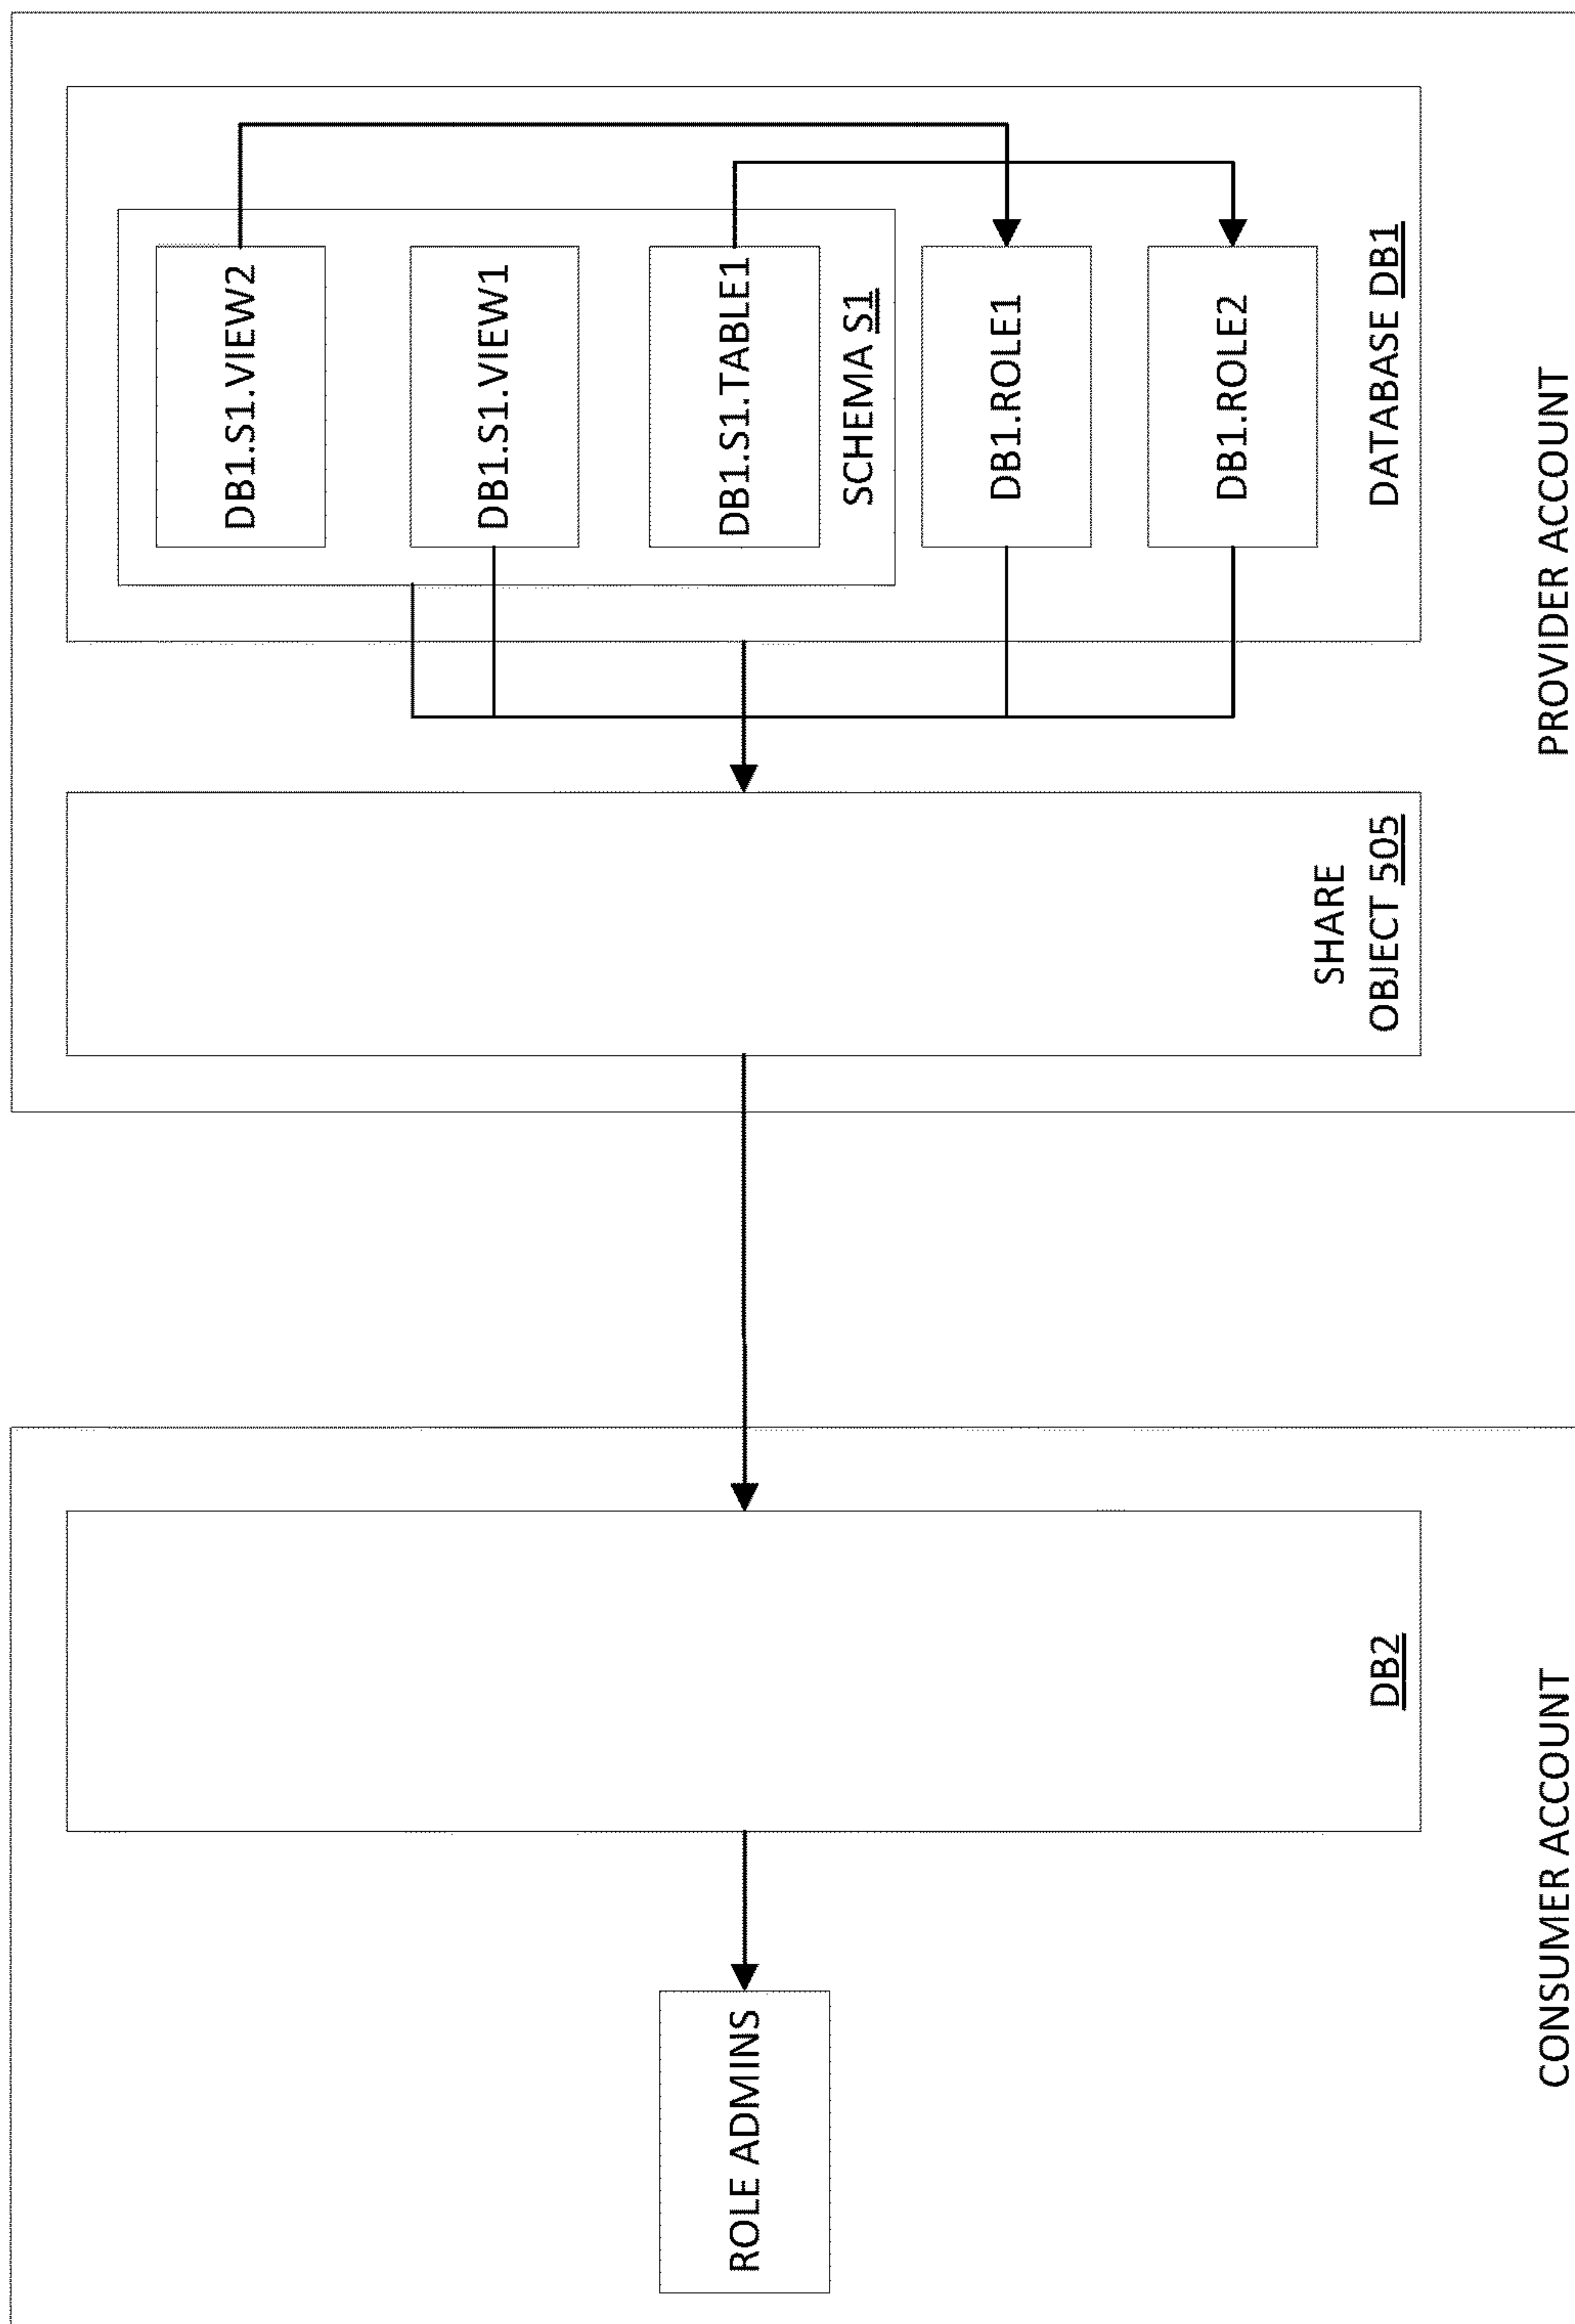 DB1.S1.VIEW2
DB1.S1.VIEW1
DB1.S1.TABLE1
SCHEMA S1
DB1.ROLE1
DB1.ROLE2
DATABASE DB1
PROVIDER ACCOUNT
SHARE
OBJECT 505
DB2
ROLE ADMINS
CONSUMER ACCOUNT